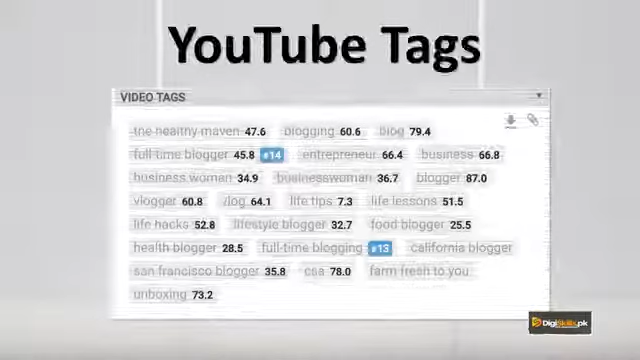 YouTube Tags
VIDEO TAGS
the healthy maven 47.6 blogging 60.6 blog 79.4
full time blogger 45.8 #14 entrepreneur 66.4 business 66.8
business woman 34.9 businesswoman 36.7 blogger 87.0
vlogger 60.8 vlog 64.1 life tips 7.3 life lessons 51.5
life hacks 52.8 lifestyle blogger 32.7 food blogger 25.5
health blogger 28.5 full-time blogging #13 california blogger
san francisco blogger 35.8 csa 78.0 farm fresh to you
unboxing 73.2
DigiSkills.pk